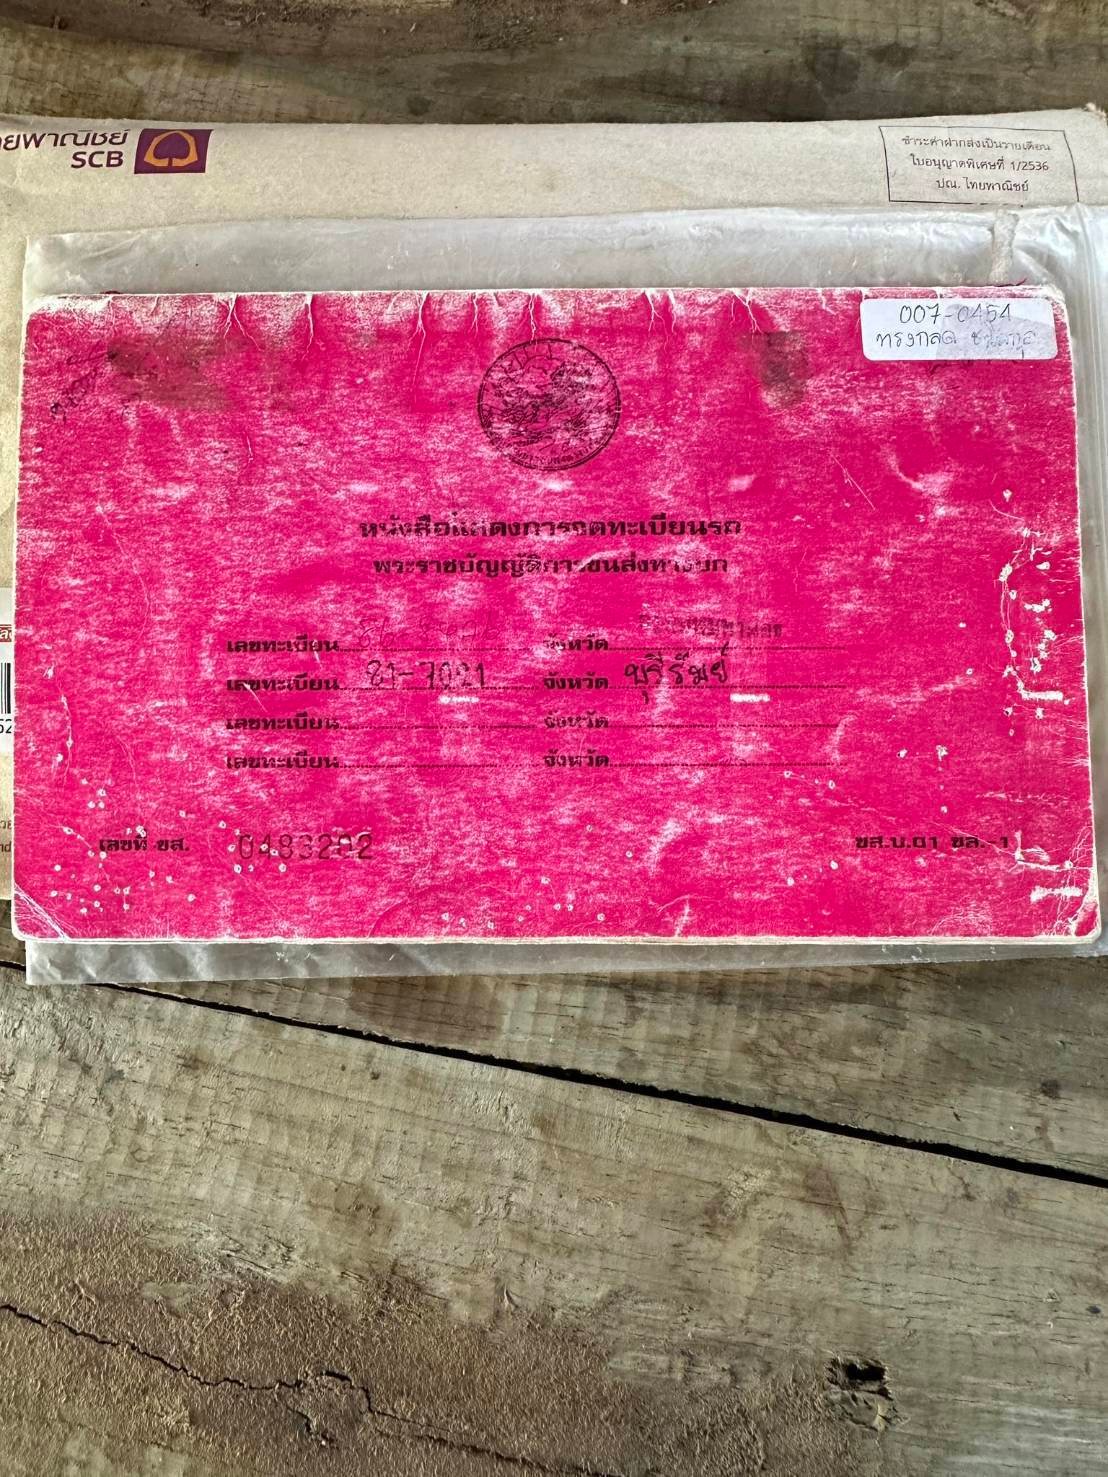 ยพาณิชย์
SCB
ชำระค่าฝากส่งเป็นรายเดือน
ใบอนุญาตพิเศษที่ 1/2536
ปณ. ไทยพาณิชย์
007-0454
ทรงกลด
หนังสือแสดงการจดทะเบียนรถ
พระราชบัญญัติการขนส่งทางบก
เลขทะเบียน จังหวัด
เลขทะเบียน 81-7021 จังหวัด บุรีรัมย์
เลขทะเบียน จังหวัด
เลขทะเบียน จังหวัด
เลขที่ ขส. 0483202 ขส.บ.01 ขล.-1